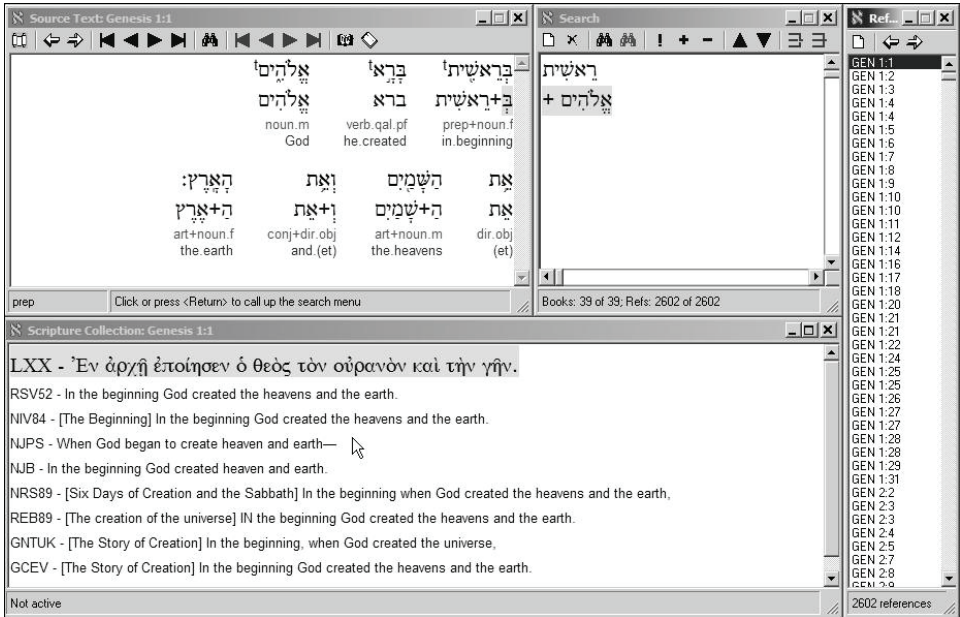 Source Text: Genesis 1:1
בְּרֵאשִׁ֖ית t בָּרָ֣א t אֱלֹהִ֑ים t
בְּ+רֵאשִׁית ברא אֱלֹהִים
prep+noun.f verb.qal.pf noun.m
in.beginning he.created God
אֵ֥ת הַשָּׁמַ֖יִם וְאֵ֥ת הָאָֽרֶץ׃
אֵת הַ+שָׁמַיִם וְ+אֵת הַ+אֶרֶץ
dir.obj art+noun.m conj+dir.obj art+noun.f
(et) the.heavens and.(et) the.earth
prep Click or press <Return> to call up the search menu
Search
רֵאשִׁית
אֱלֹהִים +
Books: 39 of 39; Refs: 2602 of 2602
Scripture Collection: Genesis 1:1
LXX - Ἐν ἀρχῇ ἐποίησεν ὁ θεὸς τὸν οὐρανὸν καὶ τὴν γῆν.
RSV52 - In the beginning God created the heavens and the earth.
NIV84 - [The Beginning] In the beginning God created the heavens and the earth.
NJPS - When God began to create heaven and earth—
NJB - In the beginning God created heaven and earth.
NRS89 - [Six Days of Creation and the Sabbath] In the beginning when God created the heavens and the earth,
REB89 - [The creation of the universe] IN the beginning God created the heavens and the earth.
GNTUK - [The Story of Creation] In the beginning, when God created the universe,
GCEV - [The Story of Creation] In the beginning God created the heavens and the earth.
Not active
Ref...
GEN 1:1
GEN 1:2
GEN 1:3
GEN 1:4
GEN 1:4
GEN 1:5
GEN 1:6
GEN 1:7
GEN 1:8
GEN 1:9
GEN 1:10
GEN 1:10
GEN 1:11
GEN 1:12
GEN 1:14
GEN 1:16
GEN 1:17
GEN 1:18
GEN 1:20
GEN 1:21
GEN 1:21
GEN 1:22
GEN 1:24
GEN 1:25
GEN 1:25
GEN 1:26
GEN 1:27
GEN 1:27
GEN 1:28
GEN 1:28
GEN 1:29
GEN 1:31
GEN 2:2
GEN 2:3
GEN 2:3
GEN 2:4
GEN 2:5
GEN 2:7
GEN 2:8
GEN 2:9
2602 references